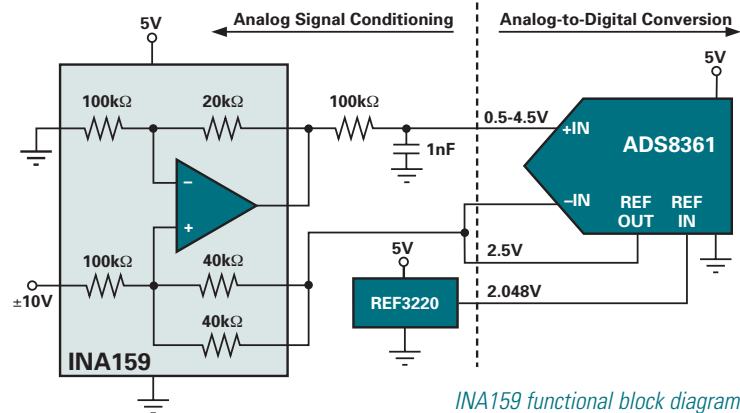 Analog Signal Conditioning
Analog-to-Digital Conversion
5V
5V
100kΩ
20kΩ
100kΩ
0.5-4.5V
+IN
ADS8361
1nF
−
+
−IN
REF OUT
REF IN
100kΩ
40kΩ
5V
2.5V
±10V
40kΩ
REF3220
2.048V
INA159
INA159 functional block diagram